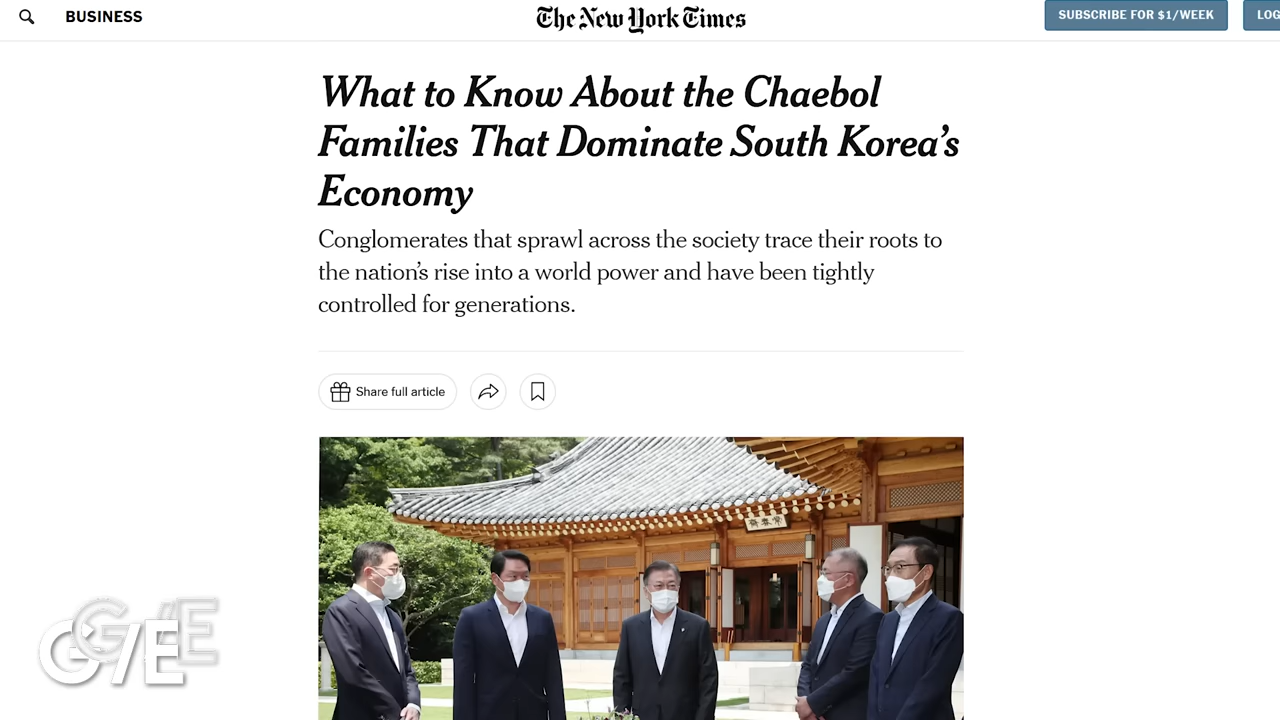 BUSINESS
The New York Times
SUBSCRIBE FOR $1/WEEK
LOG
What to Know About the Chaebol
Families That Dominate South Korea’s
Economy
Conglomerates that sprawl across the society trace their roots to
the nation’s rise into a world power and have been tightly
controlled for generations.
Share full article
G/E
G/E